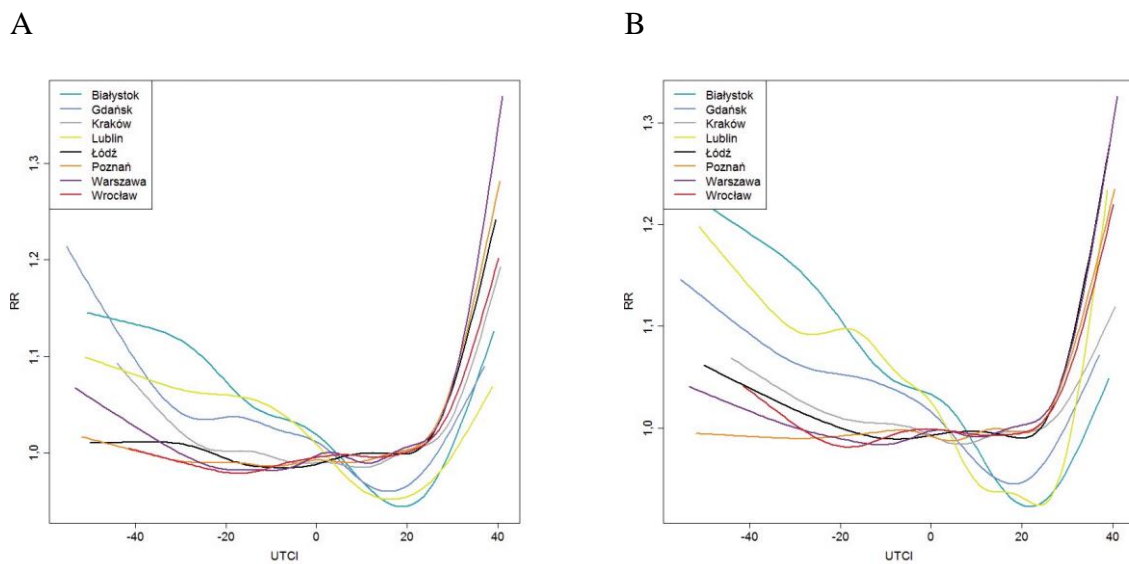 A
B
Białystok
Gdańsk
Kraków
Lublin
Łódź
Poznań
Warszawa
Wrocław
RR
1.0
1.1
1.2
1.3
-40
-20
0
20
40
UTCI
Białystok
Gdańsk
Kraków
Lublin
Łódź
Poznań
Warszawa
Wrocław
RR
1.0
1.1
1.2
1.3
-40
-20
0
20
40
UTCI